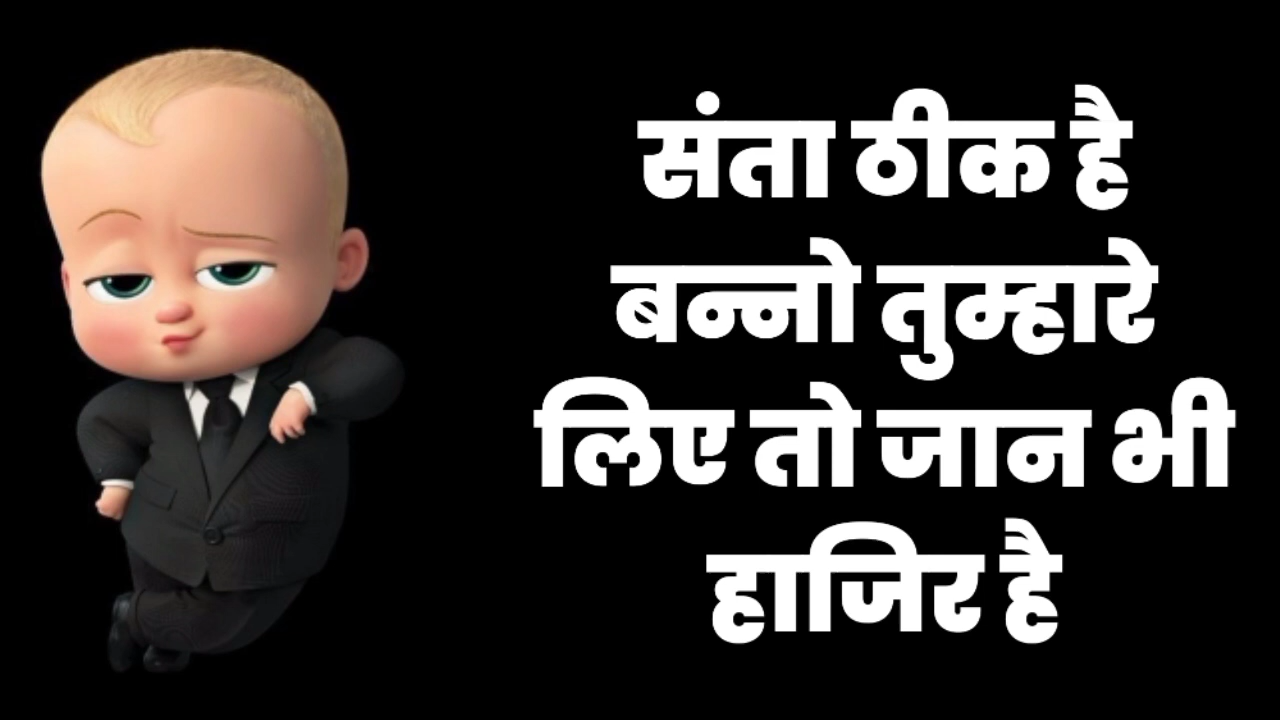 संता ठीक है
बन्नो तुम्हारे
लिए तो जान भी
हाजिर है